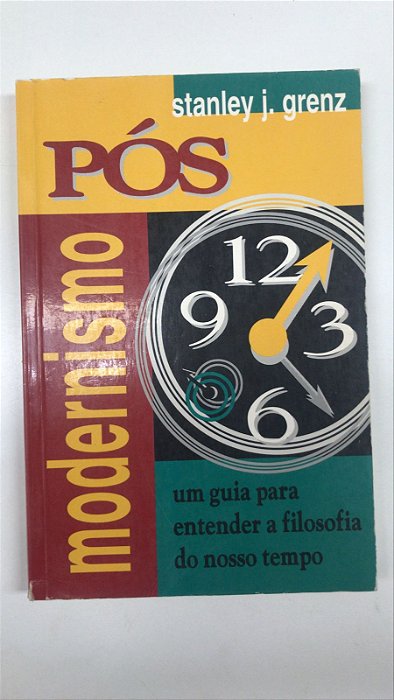 stanley j. grenz
PÓS
modernismo
12
9
3
6
um guia para
entender a filosofia
do nosso tempo